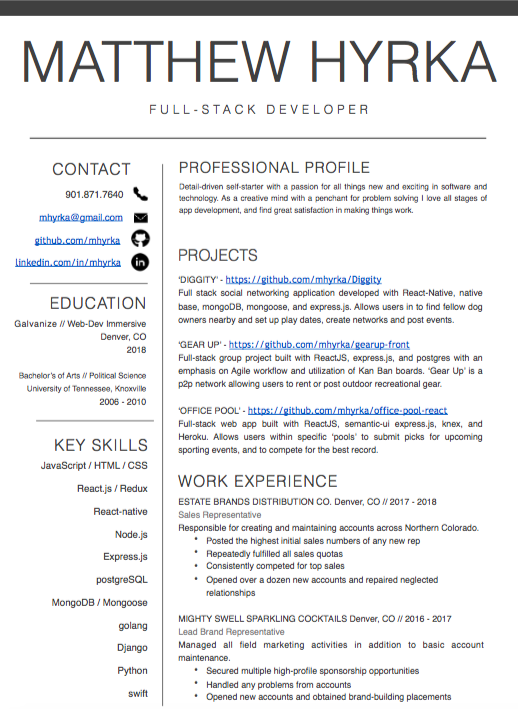 MATTHEW HYRKA
FULL-STACK DEVELOPER
CONTACT
901.871.7640
mhyrka@gmail.com
github.com/mhyrka
linkedin.com/in/mhyrka
EDUCATION
Galvanize // Web-Dev Immersive
Denver, CO
2018
Bachelor's of Arts // Political Science
University of Tennessee, Knoxville
2006 - 2010
KEY SKILLS
JavaScript / HTML / CSS
React.js / Redux
React-native
Node.js
Express.js
postgreSQL
MongoDB / Mongoose
golang
Django
Python
swift
PROFESSIONAL PROFILE
Detail-driven self-starter with a passion for all things new and exciting in software and
technology. As a creative mind with a penchant for problem solving I love all stages of
app development, and find great satisfaction in making things work.
PROJECTS
'DIGGITY' - https://github.com/mhyrka/Diggity
Full stack social networking application developed with React-Native, native
base, mongoDB, mongoose, and express.js. Allows users in to find fellow dog
owners nearby and set up play dates, create networks and post events.
'GEAR UP' - https://github.com/mhyrka/gearup-front
Full-stack group project built with ReactJS, express.js, and postgres with an
emphasis on Agile workflow and utilization of Kan Ban boards. 'Gear Up' is a
p2p network allowing users to rent or post outdoor recreational gear.
'OFFICE POOL' - https://github.com/mhyrka/office-pool-react
Full-stack web app built with ReactJS, semantic-ui express.js, knex, and
Heroku. Allows users within specific 'pools' to submit picks for upcoming
sporting events, and to compete for the best record.
WORK EXPERIENCE
ESTATE BRANDS DISTRIBUTION CO. Denver, CO // 2017 - 2018
Sales Representative
Responsible for creating and maintaining accounts across Northern Colorado.
• Posted the highest initial sales numbers of any new rep
• Repeatedly fulfilled all sales quotas
• Consistently competed for top sales
• Opened over a dozen new accounts and repaired neglected
relationships
MIGHTY SWELL SPARKLING COCKTAILS Denver, CO // 2016 - 2017
Lead Brand Representative
Managed all field marketing activities in addition to basic account
maintenance.
• Secured multiple high-profile sponsorship opportunities
• Handled any problems from accounts
• Opened new accounts and obtained brand-building placements